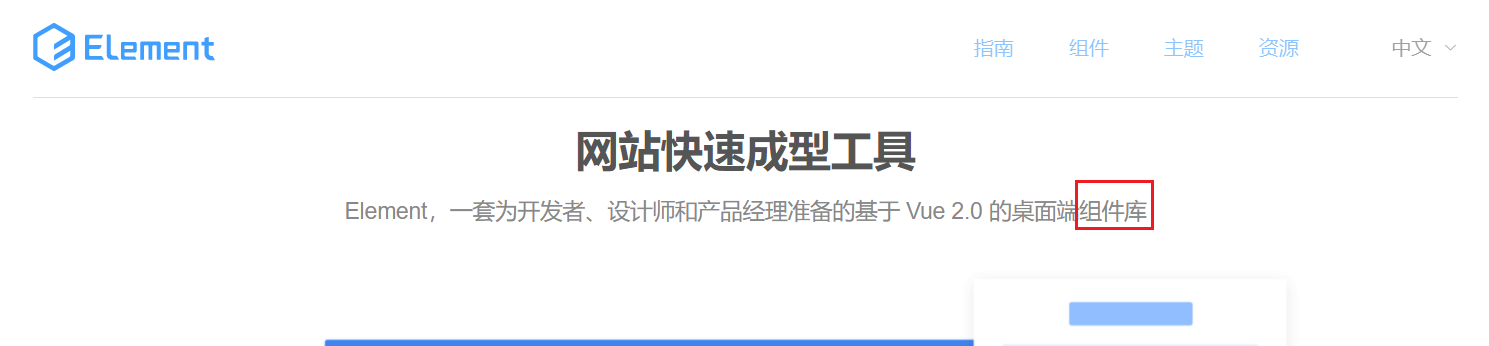 Element
指南 组件 主题 资源 中文
网站快速成型工具
Element，一套为开发者、设计师和产品经理准备的基于 Vue 2.0 的桌面端组件库